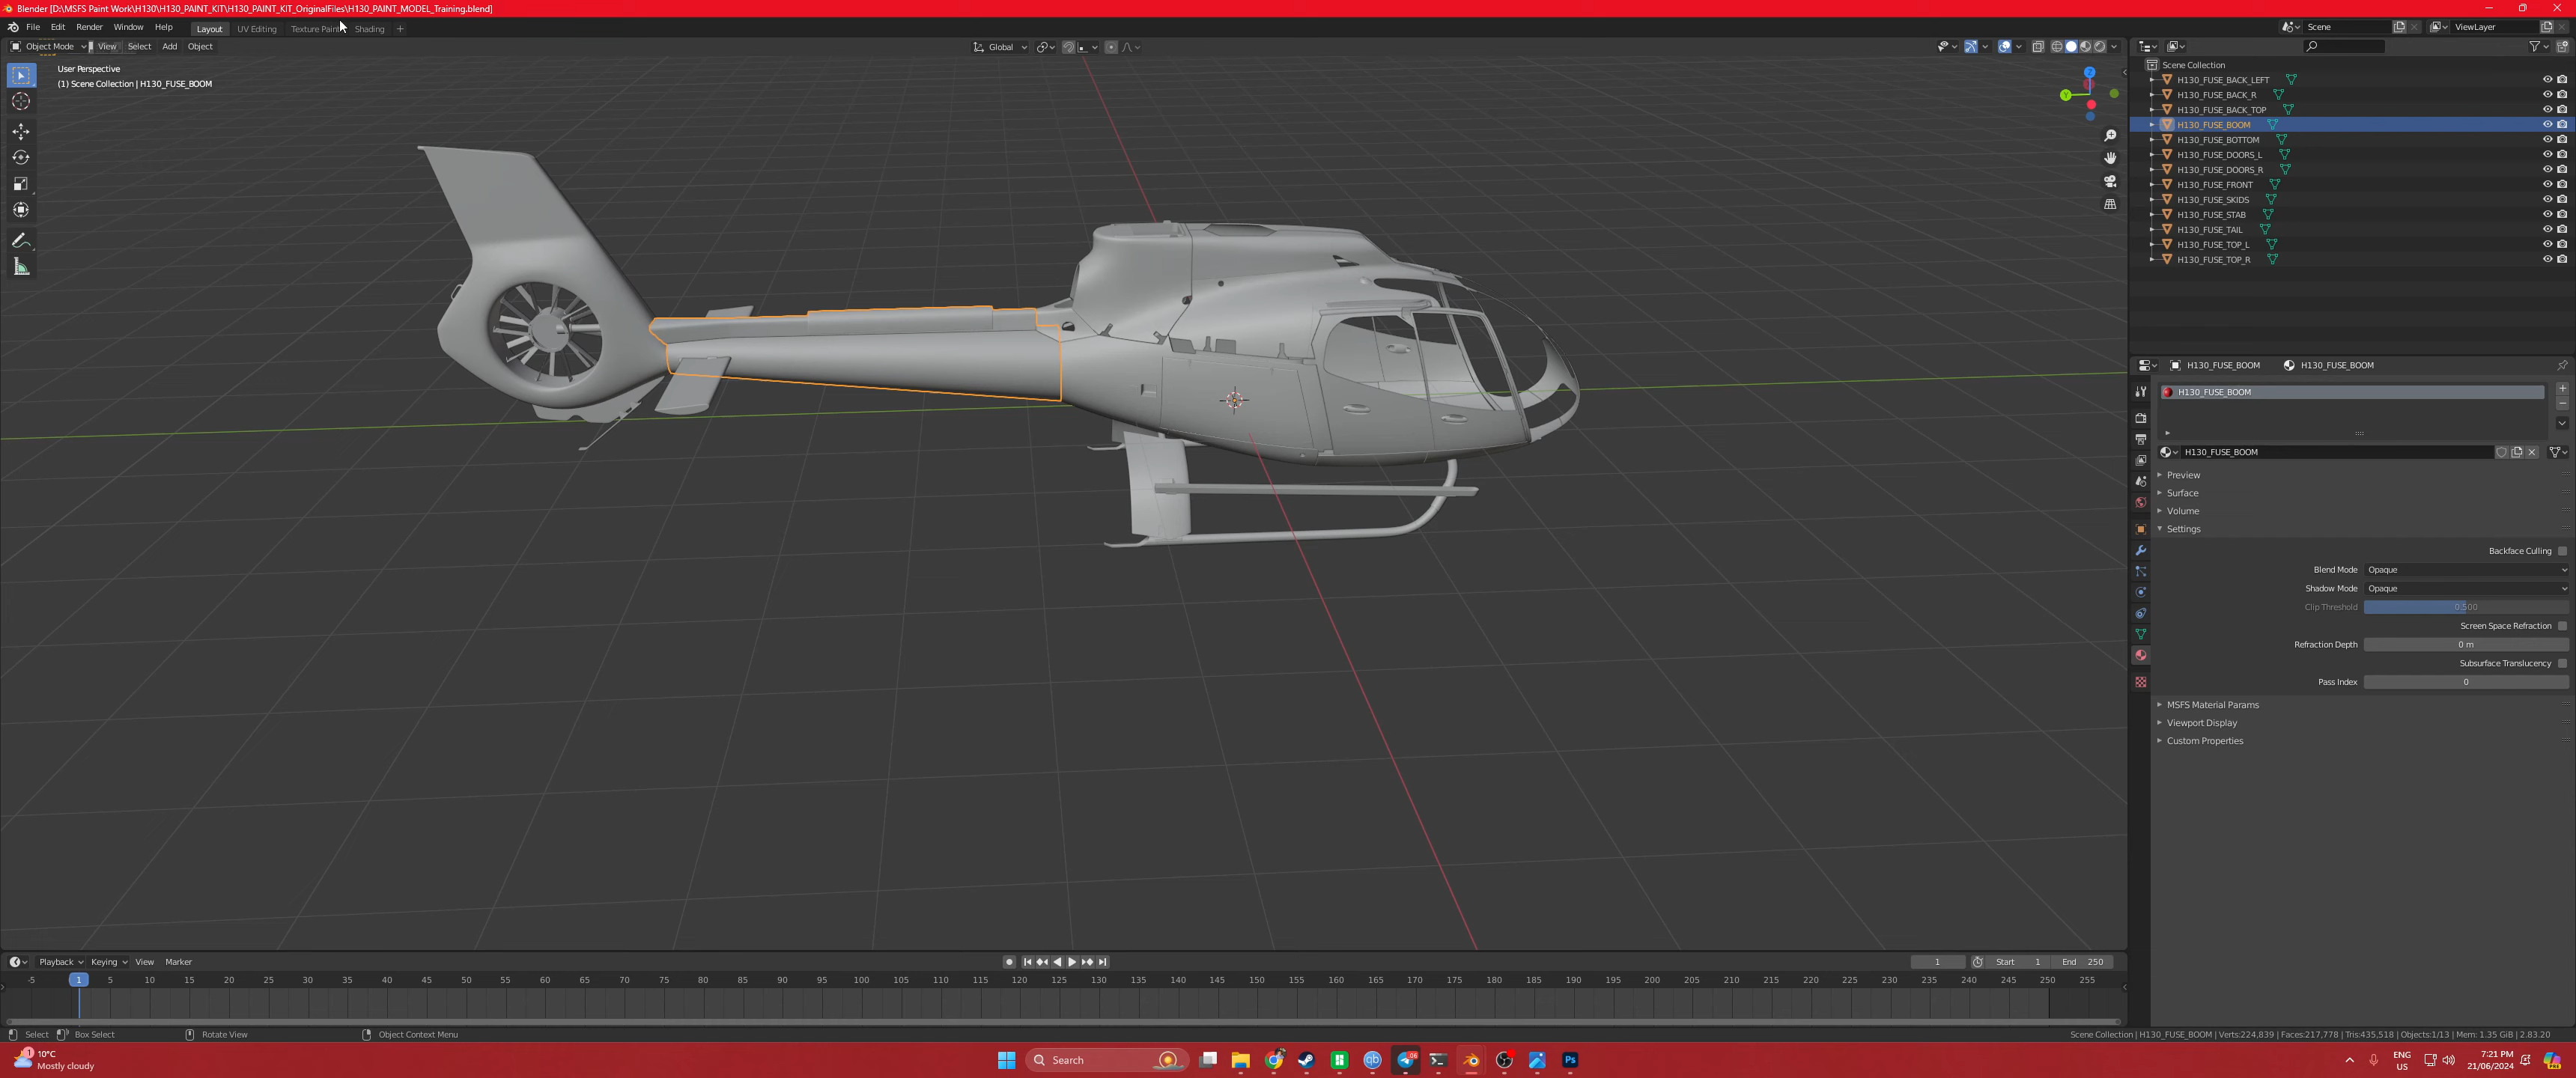 Blender [D:\MSFS Paint Work\H130\H130_PAINT_KIT\H130_PAINT_KIT_OriginalFiles\H130_PAINT_MODEL_Training.blend]
File Edit Render Window Help Layout UV Editing Texture Paint Shading +
Scene ViewLayer
Object Mode View Select Add Object Global
User Perspective
(1) Scene Collection | H130_FUSE_BOOM
Z
Y
Scene Collection
H130_FUSE_BACK_LEFT
H130_FUSE_BACK_R
H130_FUSE_BACK_TOP
H130_FUSE_BOOM
H130_FUSE_BOTTOM
H130_FUSE_DOORS_L
H130_FUSE_DOORS_R
H130_FUSE_FRONT
H130_FUSE_SKIDS
H130_FUSE_STAB
H130_FUSE_TAIL
H130_FUSE_TOP_L
H130_FUSE_TOP_R
H130_FUSE_BOOM H130_FUSE_BOOM
H130_FUSE_BOOM
H130_FUSE_BOOM
Preview
Surface
Volume
Settings
Backface Culling
Blend Mode Opaque
Shadow Mode Opaque
Clip Threshold 0.500
Screen Space Refraction
Refraction Depth 0 m
Subsurface Translucency
Pass Index 0
MSFS Material Params
Viewport Display
Custom Properties
Playback Keying View Marker 1 Start 1 End 250
-5 1 5 10 15 20 25 30 35 40 45 50 55 60 65 70 75 80 85 90 95 100 105 110 115 120 125 130 135 140 145 150 155 160 165 170 175 180 185 190 195 200 205 210 215 220 225 230 235 240 245 250 255
Select Box Select Rotate View Object Context Menu Scene Collection | H130_FUSE_BOOM | Verts:224,839 | Faces:217,778 | Tris:435,518 | Objects:1/13 | Mem: 1.35 GiB | 2.83.20
1 10°C
Mostly cloudy
Search qb Ps
ENG
US
7:21 PM
21/06/2024